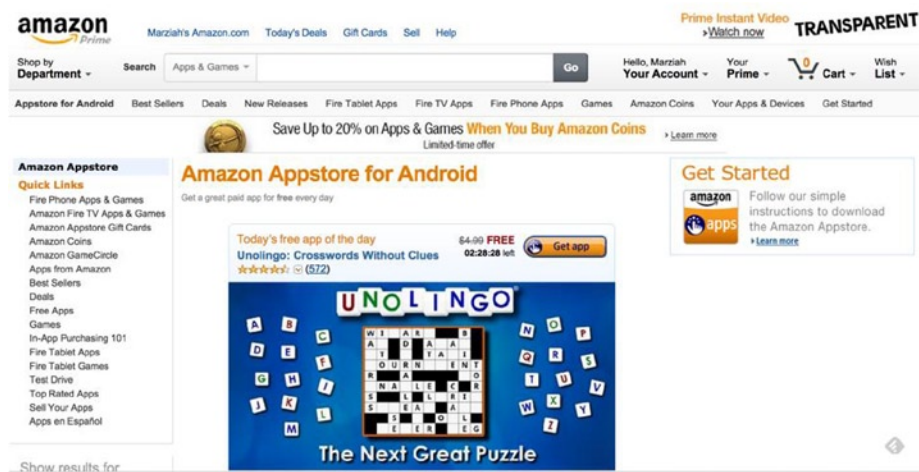 amazon
Prime
Marziah's Amazon.com Today's Deals Gift Cards Sell Help
Prime Instant Video
›Watch now
TRANSPARENT
Shop by
Department
Search Apps & Games Go
Hello, Marziah
Your Account
Your
Prime
0
Cart
Wish
List
Appstore for Android Best Sellers Deals New Releases Fire Tablet Apps Fire TV Apps Fire Phone Apps Games Amazon Coins Your Apps & Devices Get Started
Save Up to 20% on Apps & Games When You Buy Amazon Coins
Limited-time offer
› Learn more
Amazon Appstore
Quick Links
Fire Phone Apps & Games
Amazon Fire TV Apps & Games
Amazon Appstore Gift Cards
Amazon Coins
Amazon GameCircle
Apps from Amazon
Best Sellers
Deals
Free Apps
Games
In-App Purchasing 101
Fire Tablet Apps
Fire Tablet Games
Test Drive
Top Rated Apps
Sell Your Apps
Apps en Español
Show results for
Amazon Appstore for Android
Get a great paid app for free every day
Today's free app of the day
Unolingo: Crosswords Without Clues
(572)
$4.99 FREE
02:28:28 left
Get app
UNOLINGO
A B C
D E F
G H I
J K L
M
N O P
Q R S
T U V
W X Y
Z
The Next Great Puzzle
Get Started
amazon
apps
Follow our simple
instructions to download
the Amazon Appstore.
› Learn more